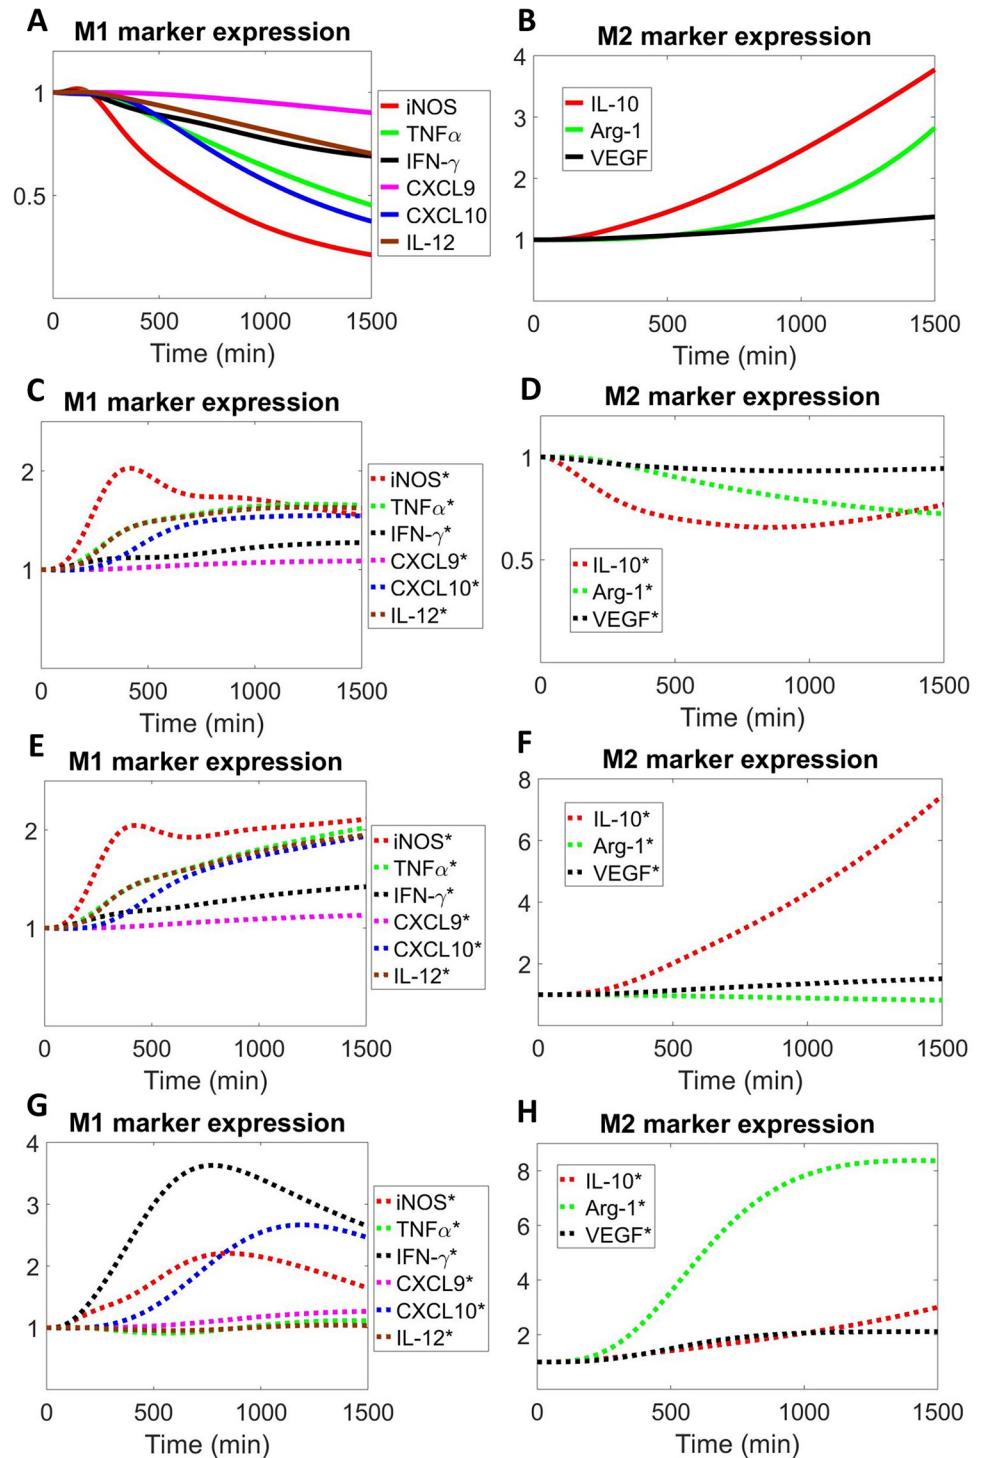 A
M1 marker expression
1
0.5
0 500 1000 1500
Time (min)
iNOS
TNFα
IFN-γ
CXCL9
CXCL10
IL-12
B
M2 marker expression
4
3
2
1
0 500 1000 1500
Time (min)
IL-10
Arg-1
VEGF
C
M1 marker expression
2
1
0 500 1000 1500
Time (min)
iNOS*
TNFα*
IFN-γ*
CXCL9*
CXCL10*
IL-12*
D
M2 marker expression
1
0.5
0 500 1000 1500
Time (min)
IL-10*
Arg-1*
VEGF*
E
M1 marker expression
2
1
0 500 1000 1500
Time (min)
iNOS*
TNFα*
IFN-γ*
CXCL9*
CXCL10*
IL-12*
F
M2 marker expression
8
6
4
2
0 500 1000 1500
Time (min)
IL-10*
Arg-1*
VEGF*
G
M1 marker expression
4
3
2
1
0 500 1000 1500
Time (min)
iNOS*
TNFα*
IFN-γ*
CXCL9*
CXCL10*
IL-12*
H
M2 marker expression
8
6
4
2
0 500 1000 1500
Time (min)
IL-10*
Arg-1*
VEGF*